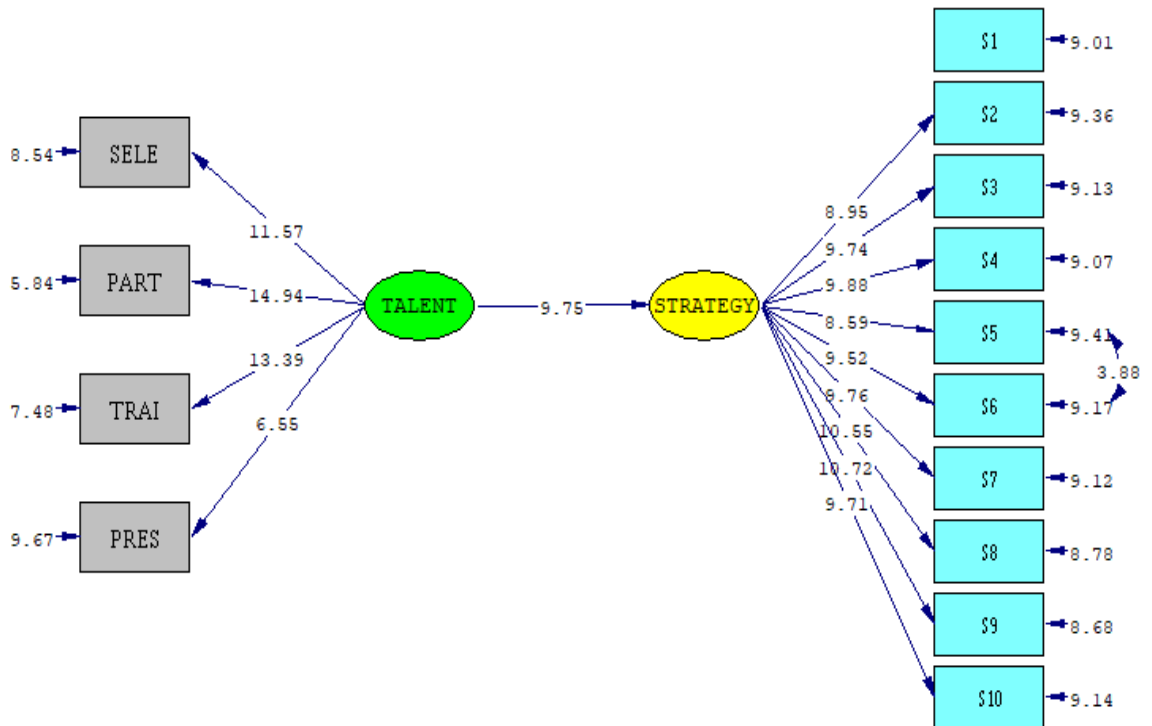 S1
9.01
S2
9.36
8.54
SELE
S3
9.13
8.95
11.57
9.74
S4
9.07
5.84
PART
14.94
9.88
TALENT
9.75
STRATEGY
8.59
S5
9.41
13.39
9.52
3.88
7.48
TRAI
9.76
S6
9.17
6.55
10.55
10.72
S7
9.12
9.71
9.67
PRES
S8
8.78
S9
8.68
S10
9.14